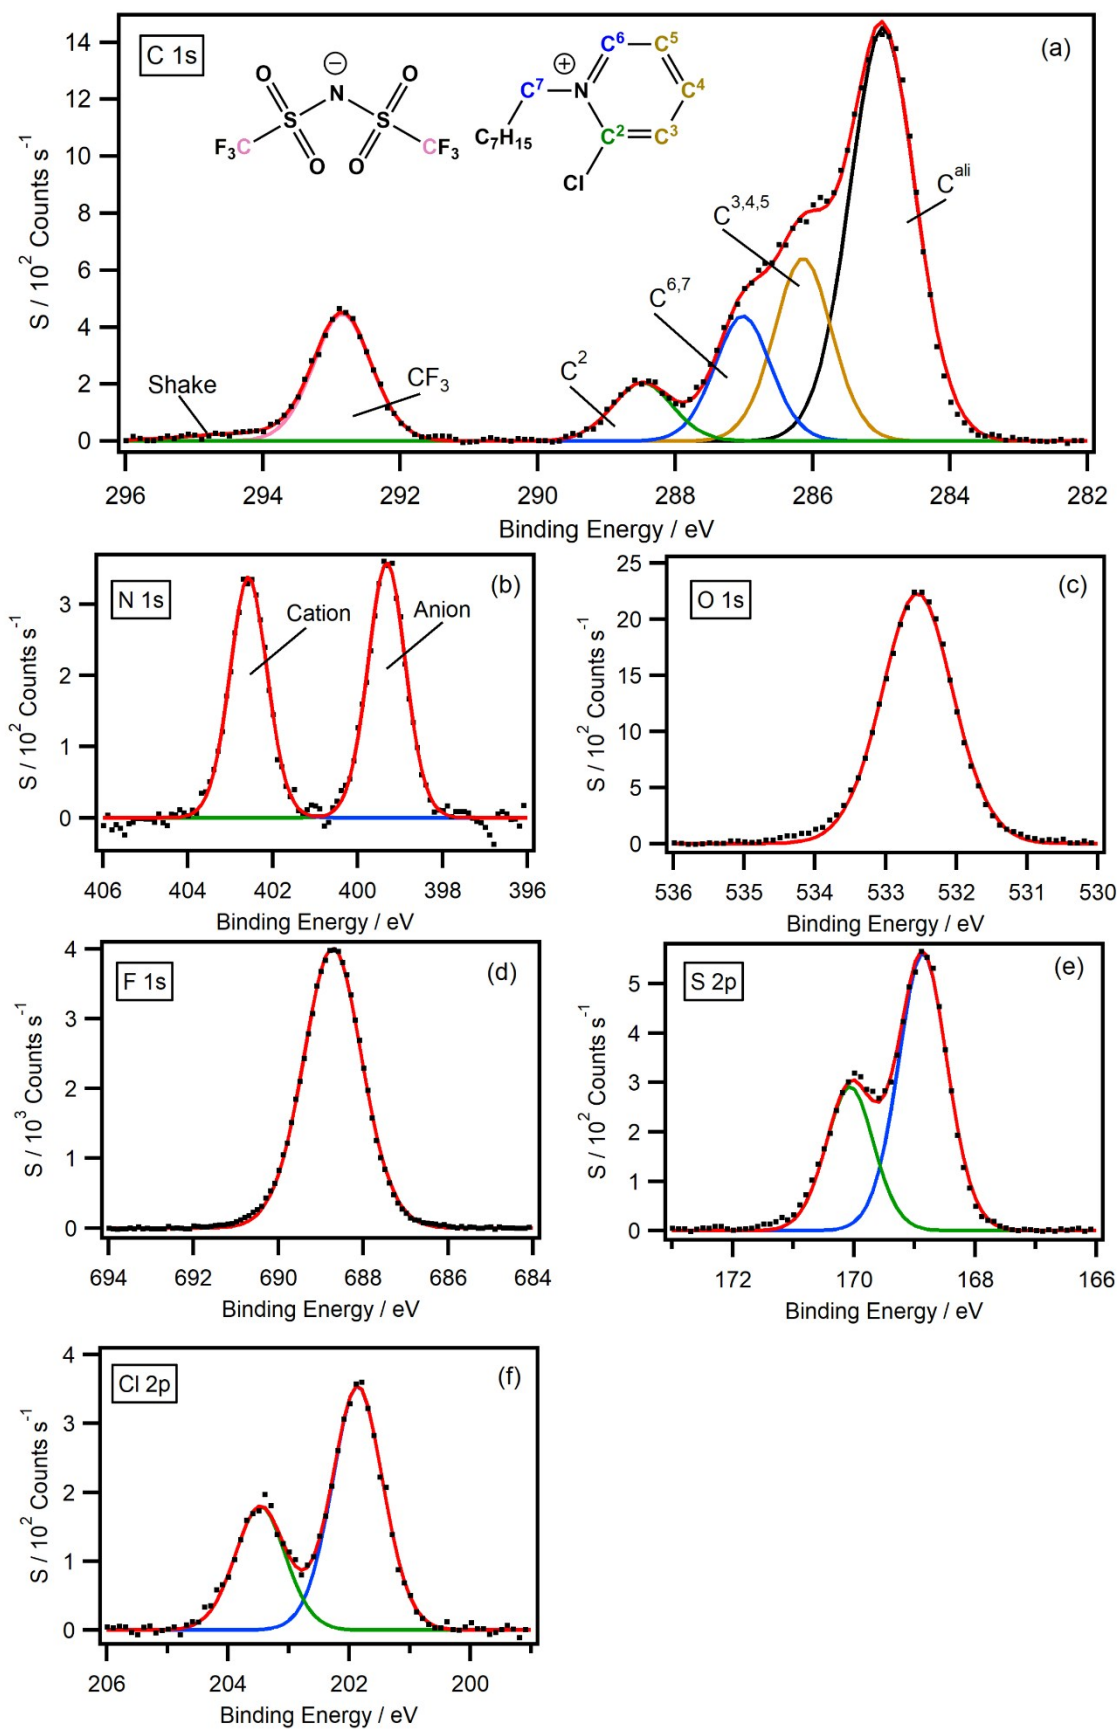 C 1s
(a)
⊖
O O
N
S S
F₃C CF₃
O O
C⁶ C⁵
⊕
C⁷ N C⁴
C₇H₁₅ C² C³
Cl
C^ali
C^3,4,5
C^6,7
C²
CF₃
Shake
S / 10² Counts s⁻¹
14
12
10
8
6
4
2
0
296 294 292 290 288 286 284 282
Binding Energy / eV
N 1s
(b)
Cation
Anion
S / 10² Counts s⁻¹
3
2
1
0
406 404 402 400 398 396
Binding Energy / eV
O 1s
(c)
S / 10² Counts s⁻¹
25
20
15
10
5
0
536 535 534 533 532 531 530
Binding Energy / eV
F 1s
(d)
S / 10³ Counts s⁻¹
4
3
2
1
0
694 692 690 688 686 684
Binding Energy / eV
S 2p
(e)
S / 10² Counts s⁻¹
5
4
3
2
1
0
172 170 168 166
Binding Energy / eV
Cl 2p
(f)
S / 10² Counts s⁻¹
4
3
2
1
0
206 204 202 200
Binding Energy / eV